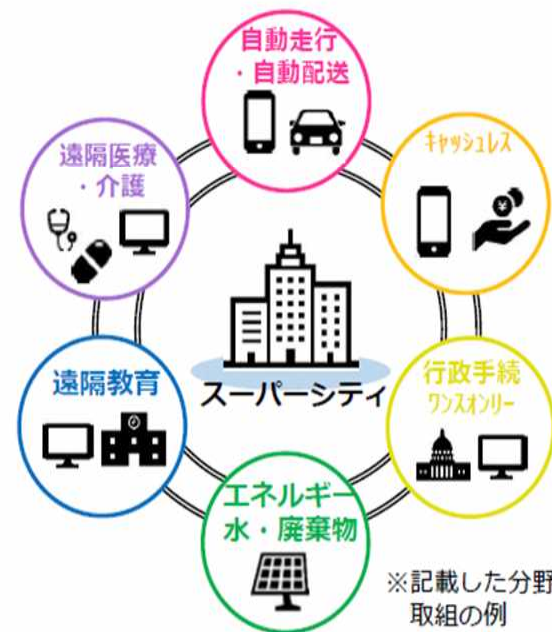 自動走行
・自動配送
遠隔医療
・介護
キャッシュレス
¥
スーパーシティ
遠隔教育
行政手続
ワンスオンリー
エネルギー
水・廃棄物
※記載した分野
取組の例